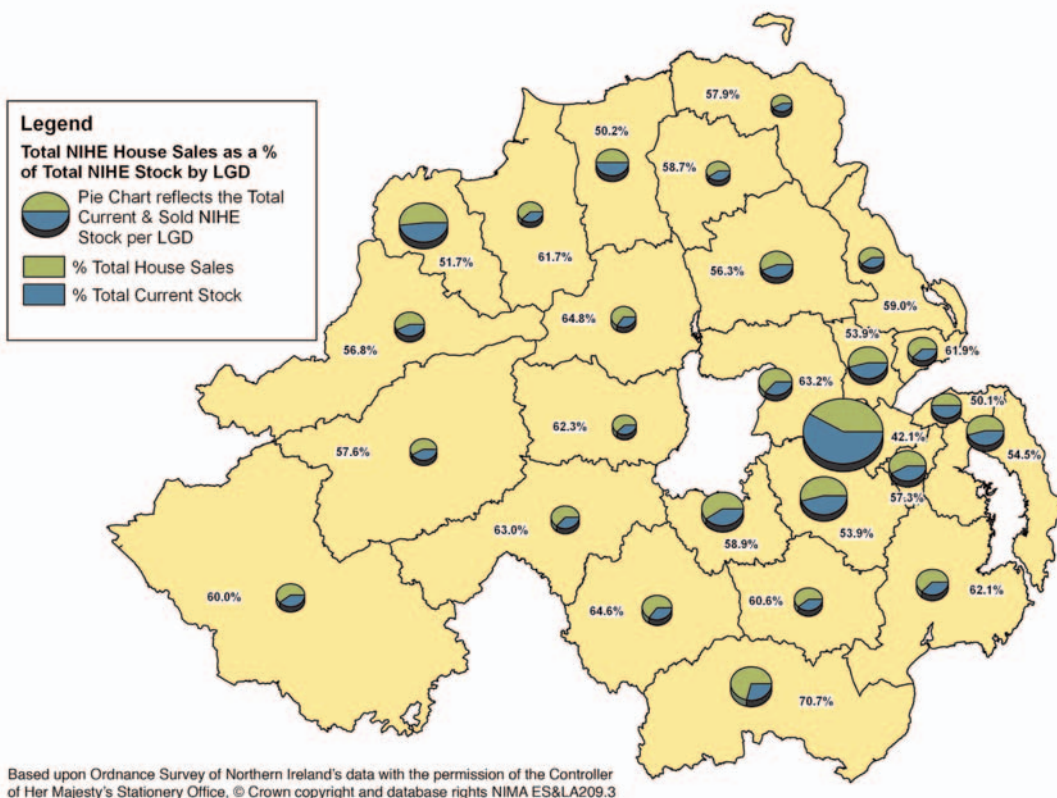 Legend
Total NIHE House Sales as a %
of Total NIHE Stock by LGD
Pie Chart reflects the Total
Current & Sold NIHE
Stock per LGD
% Total House Sales
% Total Current Stock
57.9%
50.2%
58.7%
51.7%
61.7%
56.3%
59.0%
56.8%
64.8%
53.9%
61.9%
63.2%
50.1%
62.3%
42.1%
57.6%
54.5%
57.3%
63.0%
58.9%
53.9%
60.0%
64.6%
60.6%
62.1%
70.7%
Based upon Ordnance Survey of Northern Ireland's data with the permission of the Controller
of Her Majesty's Stationery Office, © Crown copyright and database rights NIMA ES&LA209.3